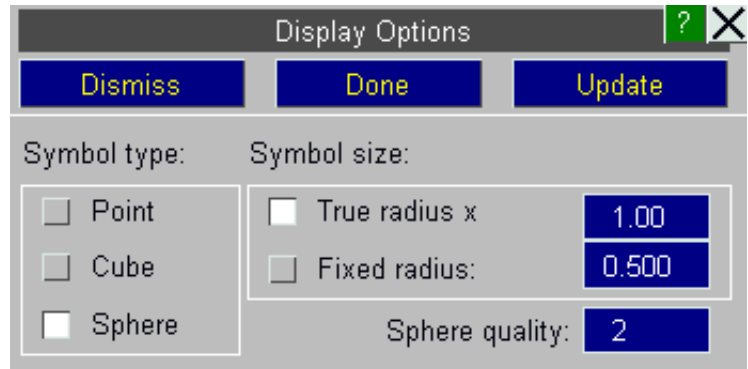 Display Options ? X
Dismiss Done Update
Symbol type: Symbol size:
Point True radius x 1.00
Cube Fixed radius: 0.500
Sphere Sphere quality: 2